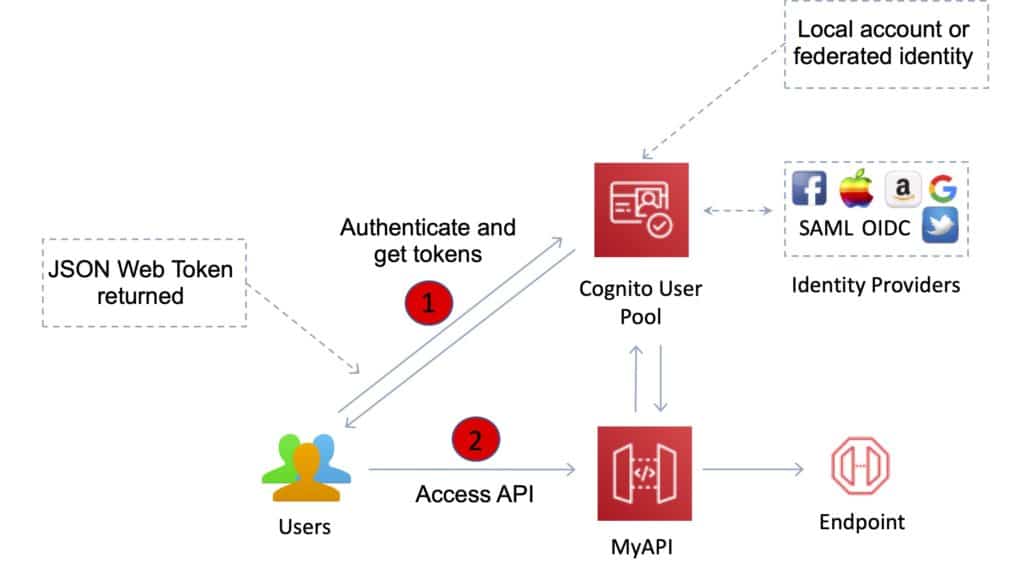 Local account or
federated identity
Authenticate and
get tokens
JSON Web Token
returned
1
a
SAML OIDC
Cognito User
Pool
Identity Providers
2
Access API
</>
Users
MyAPI
Endpoint